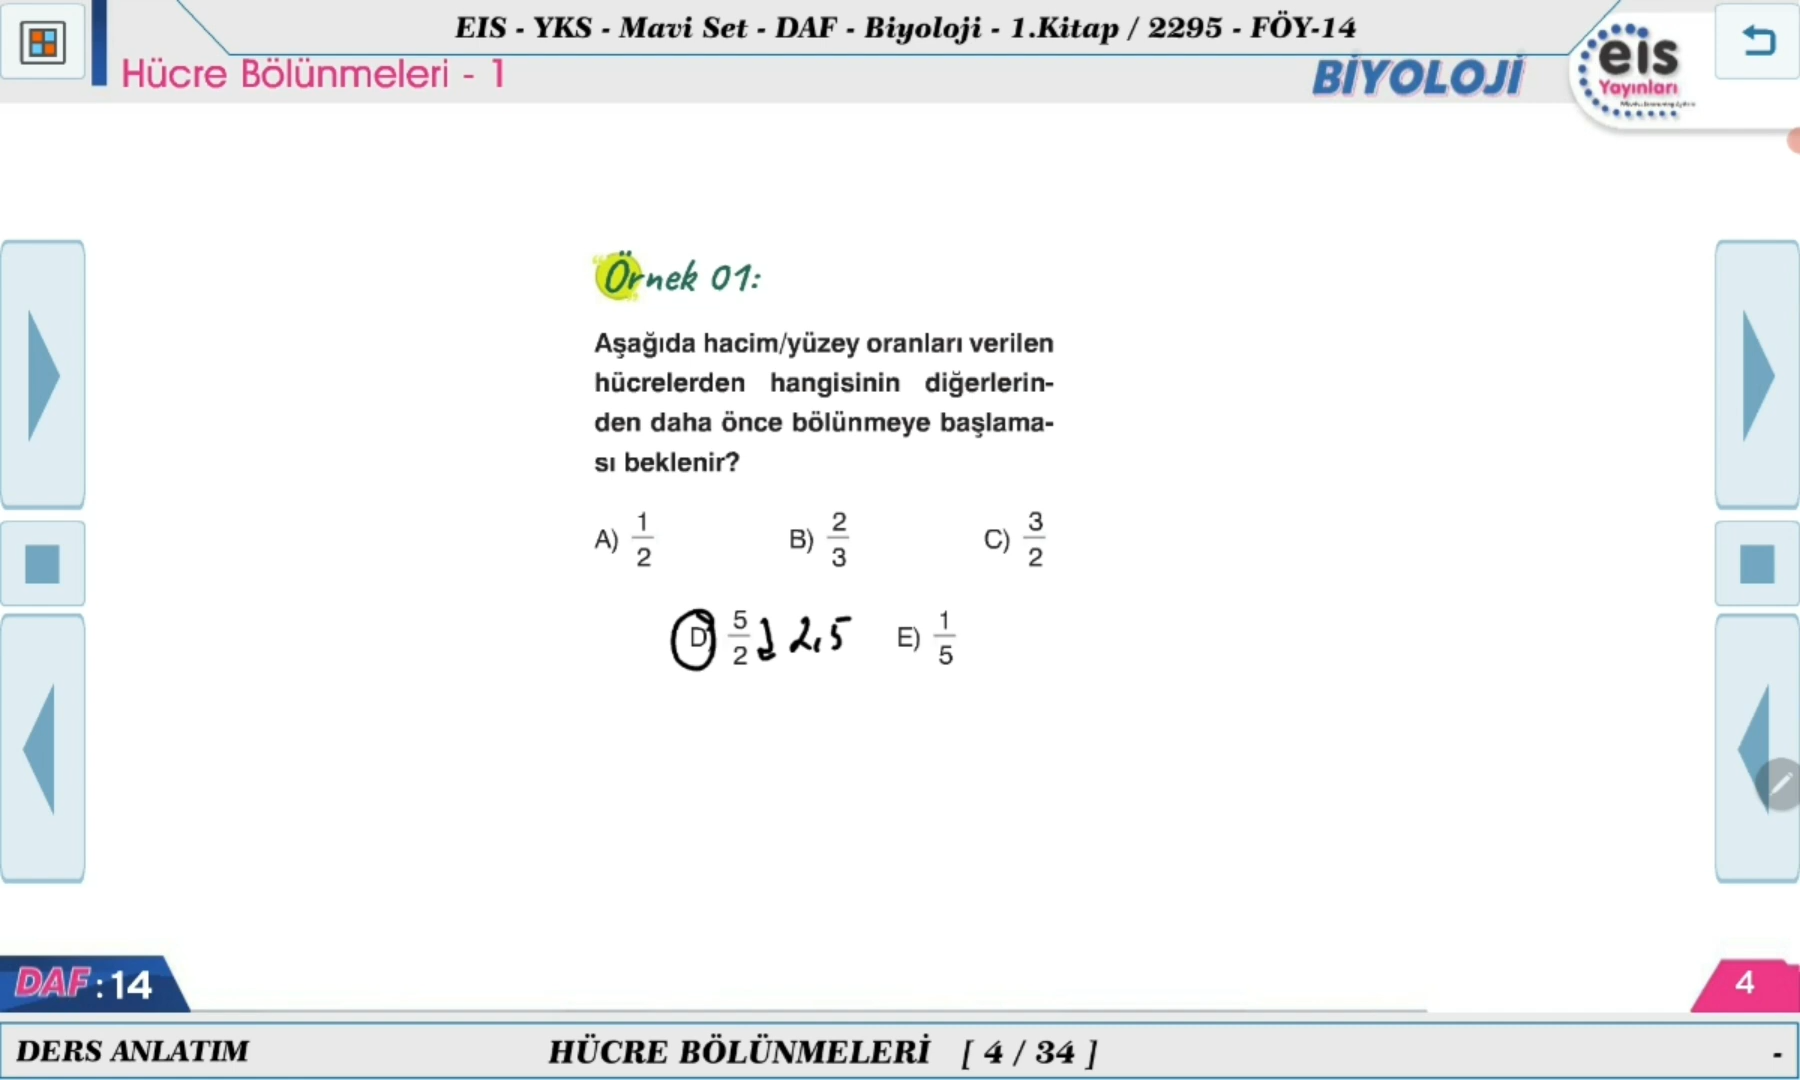 EIS - YKS - Mavi Set - DAF - Biyoloji - 1.Kitap / 2295 - FÖY-14
Hücre Bölünmeleri - 1
BİYOLOJİ
eis
Yayınları
Örnek 01:
Aşağıda hacim/yüzey oranları verilen
hücrelerden hangisinin diğerlerin-
den daha önce bölünmeye başlama-
sı beklenir?
A) 1/2 B) 2/3 C) 3/2
D) 5/2 2,5 E) 1/5
DAF : 14
4
DERS ANLATIM HÜCRE BÖLÜNMELERİ [ 4 / 34 ] -